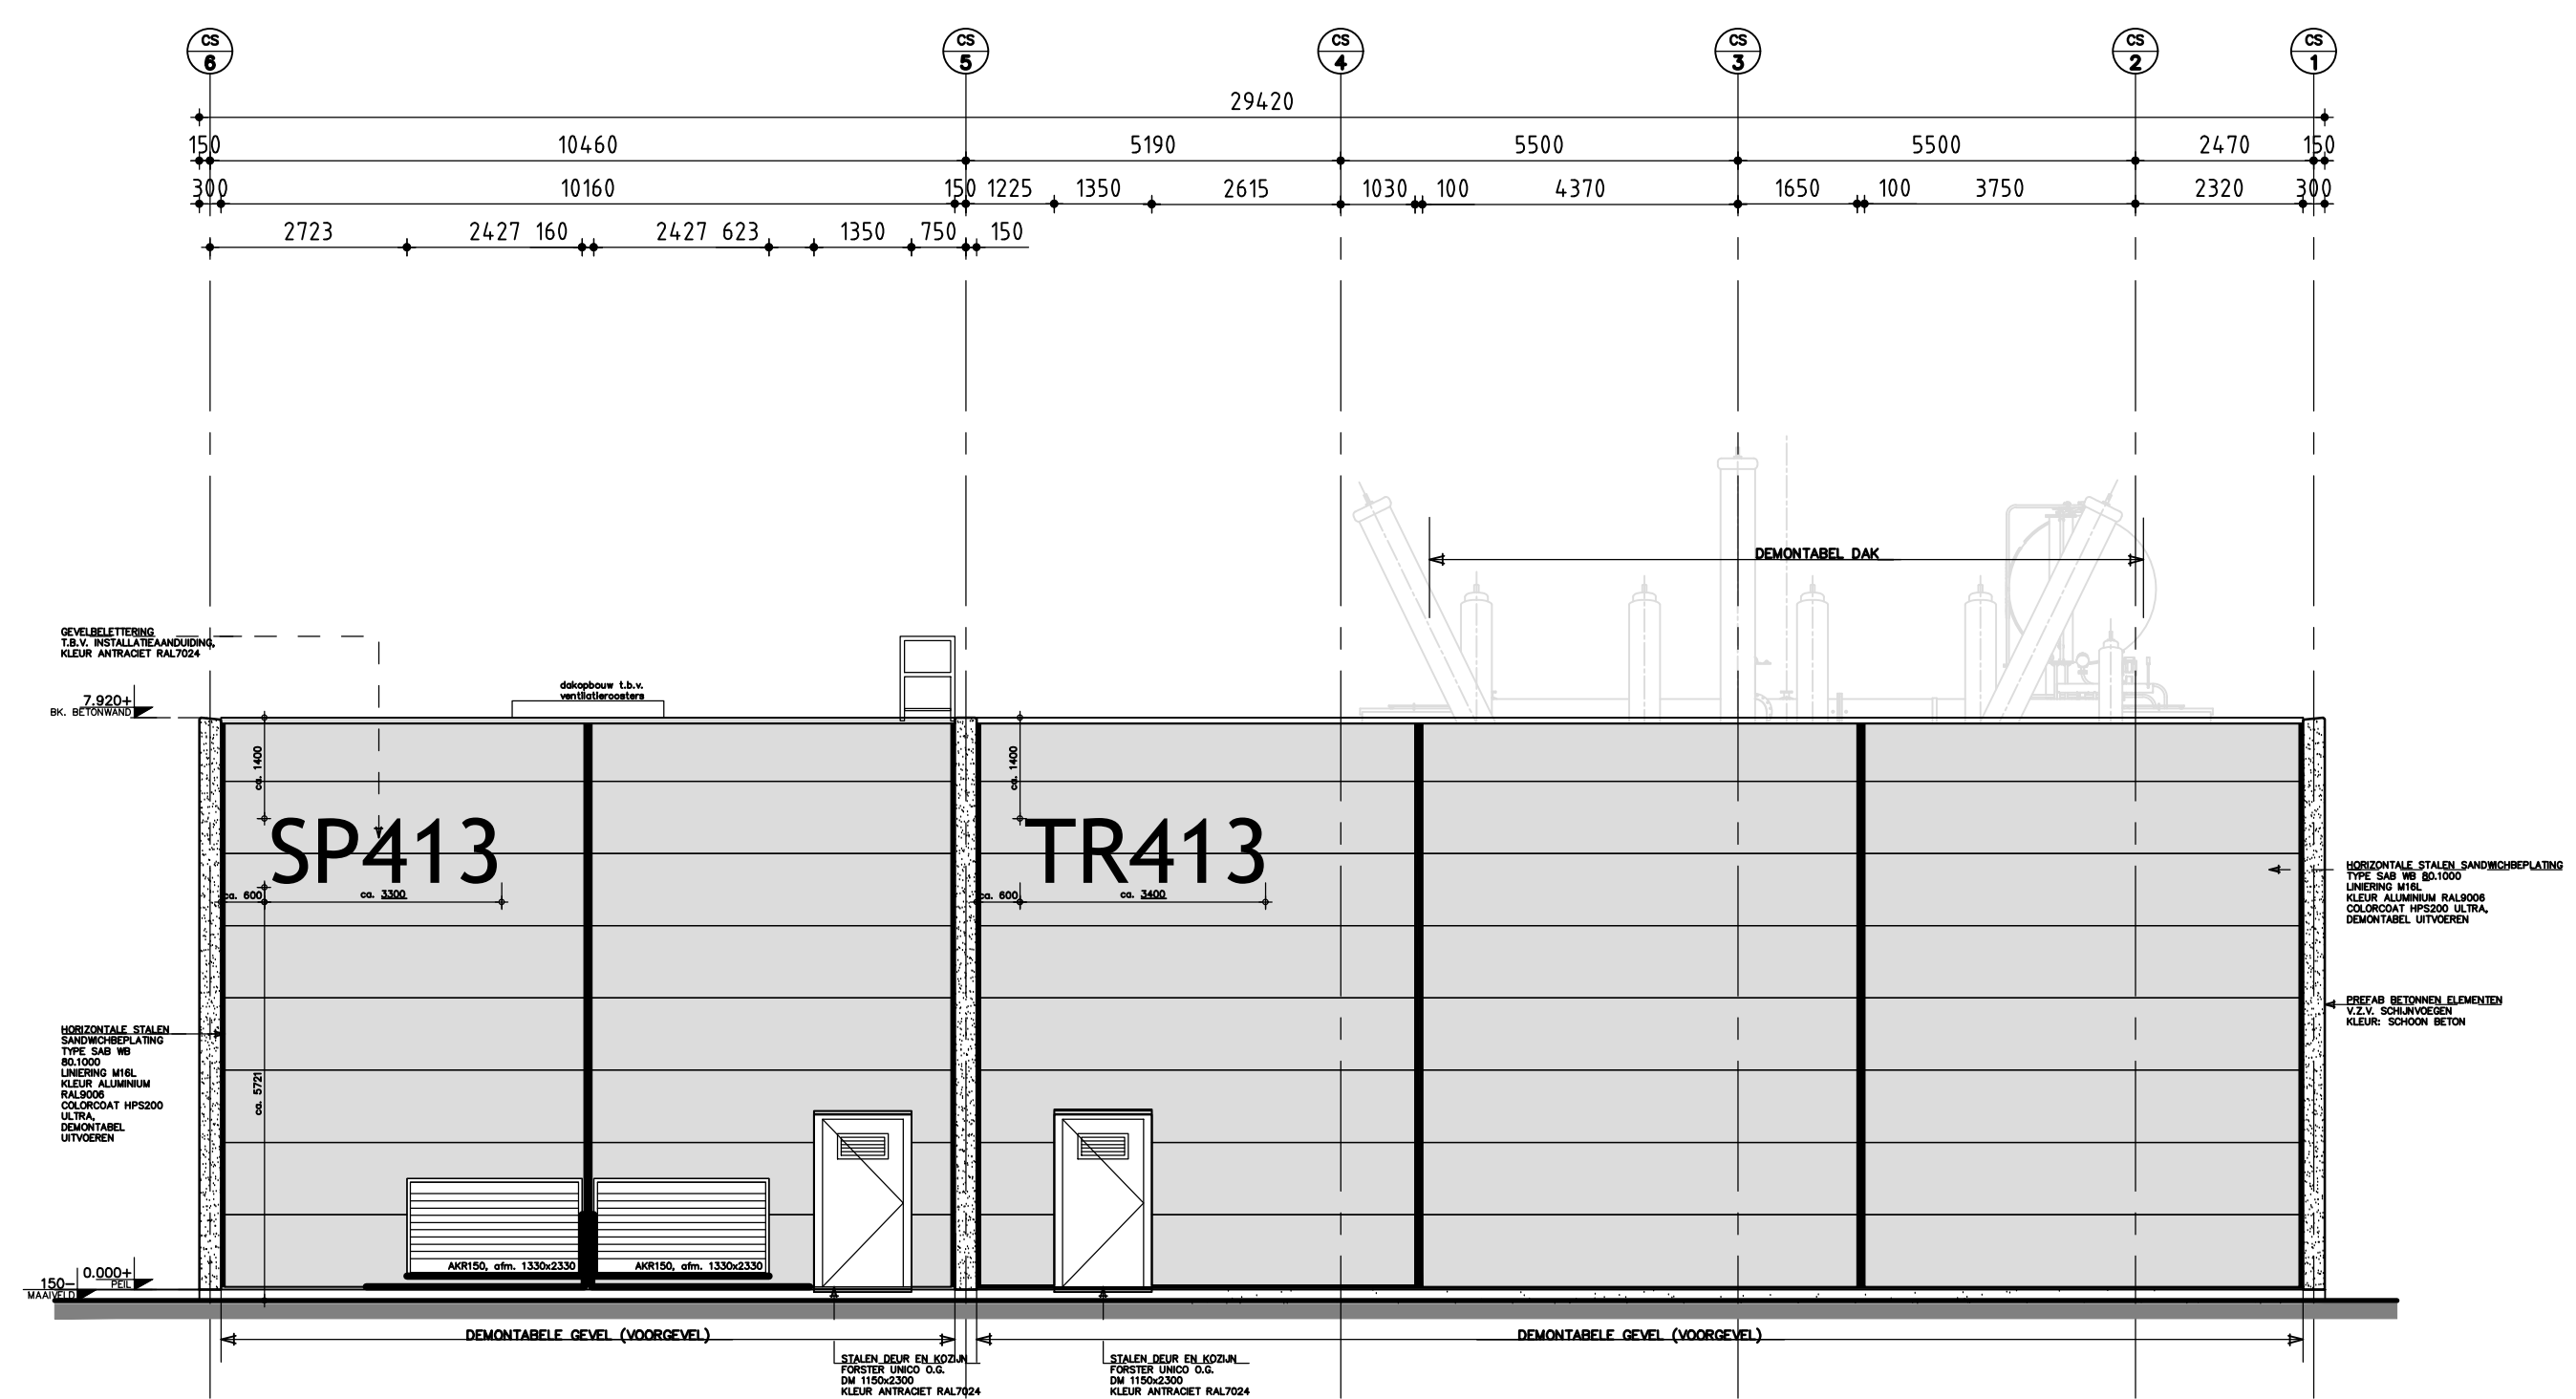 CS 6 CS 5 CS 4 CS 3 CS 2 CS 1
29420
150 10460 5190 5500 5500 2470 150
300 10160 150 1225 1350 2615 1030 100 4370 1650 100 3750 2320 300
2723 2427 160 2427 623 1350 750 150
DEMONTABEL DAK
GEVELBELETTERING
T.B.V. INSTALLATIEAANDUIDING,
KLEUR ANTRACIET RAL7024
dakopbouw t.b.v.
ventilatieroosters
7.920+
BK. BETONWAND
ca. 1400
ca. 1400
SP413
TR413
ca. 600 ca. 3300
ca. 600 ca. 3400
HORIZONTALE STALEN SANDWICHBEPLATING
TYPE SAB WB 80.1000
LINIERING M16L
KLEUR ALUMINIUM RAL9006
COLORCOAT HPS200 ULTRA,
DEMONTABEL UITVOEREN
PREFAB BETONNEN ELEMENTEN
V.Z.V. SCHIJNVOEGEN
KLEUR: SCHOON BETON
HORIZONTALE STALEN
SANDWICHBEPLATING
TYPE SAB WB
80.1000
LINIERING M16L
KLEUR ALUMINIUM
RAL9006
COLORCOAT HPS200
ULTRA,
DEMONTABEL
UITVOEREN
ca. 5721
AKR150, afm. 1330x2330
AKR150, afm. 1330x2330
0.000+
PEIL
150-
MAAIVELD
DEMONTABELE GEVEL (VOORGEVEL)
DEMONTABELE GEVEL (VOORGEVEL)
STALEN DEUR EN KOZIJN
FORSTER UNICO O.G.
DM 1150x2300
KLEUR ANTRACIET RAL7024
STALEN DEUR EN KOZIJN
FORSTER UNICO O.G.
DM 1150x2300
KLEUR ANTRACIET RAL7024